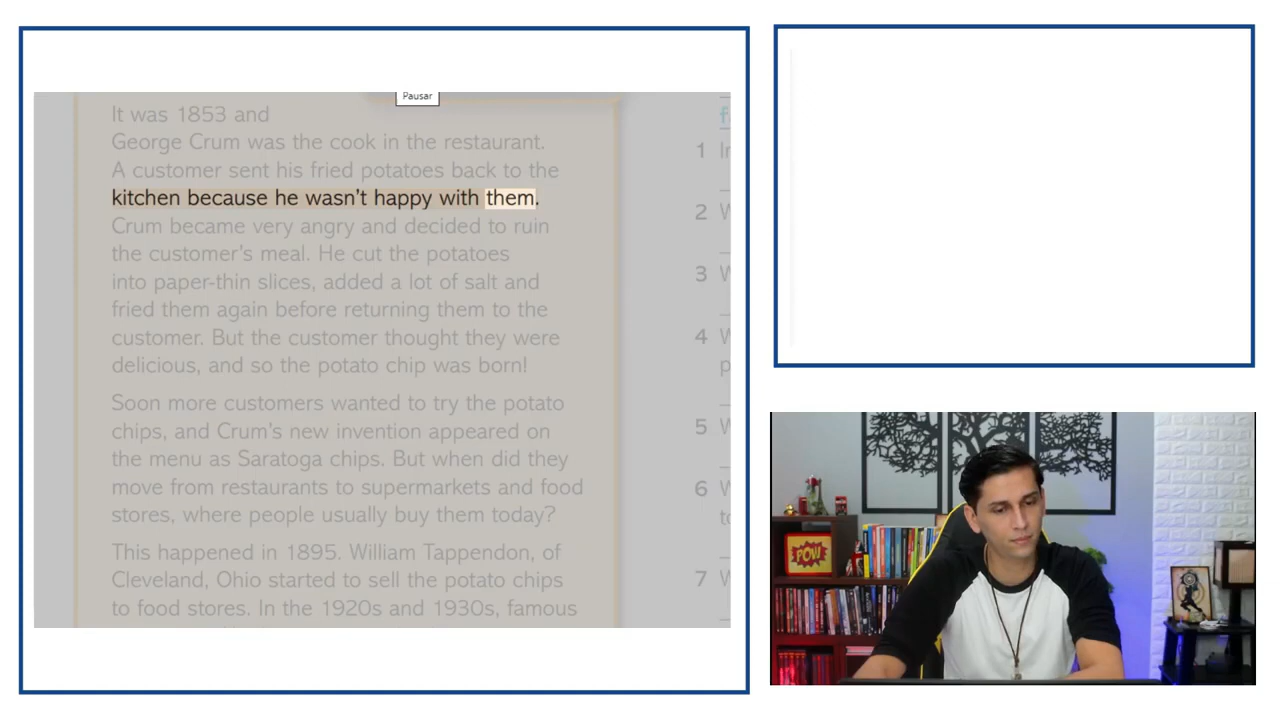 Pausar
It was 1853 and
George Crum was the cook in the restaurant.
A customer sent his fried potatoes back to the
kitchen because he wasn't happy with them.
Crum became very angry and decided to ruin
the customer's meal. He cut the potatoes
into paper-thin slices, added a lot of salt and
fried them again before returning them to the
customer. But the customer thought they were
delicious, and so the potato chip was born!
Soon more customers wanted to try the potato
chips, and Crum's new invention appeared on
the menu as Saratoga chips. But when did they
move from restaurants to supermarkets and food
stores, where people usually buy them today?
This happened in 1895. William Tappendon, of
Cleveland, Ohio started to sell the potato chips
to food stores. In the 1920s and 1930s, famous
1
2
3
4
5
6
7
POW